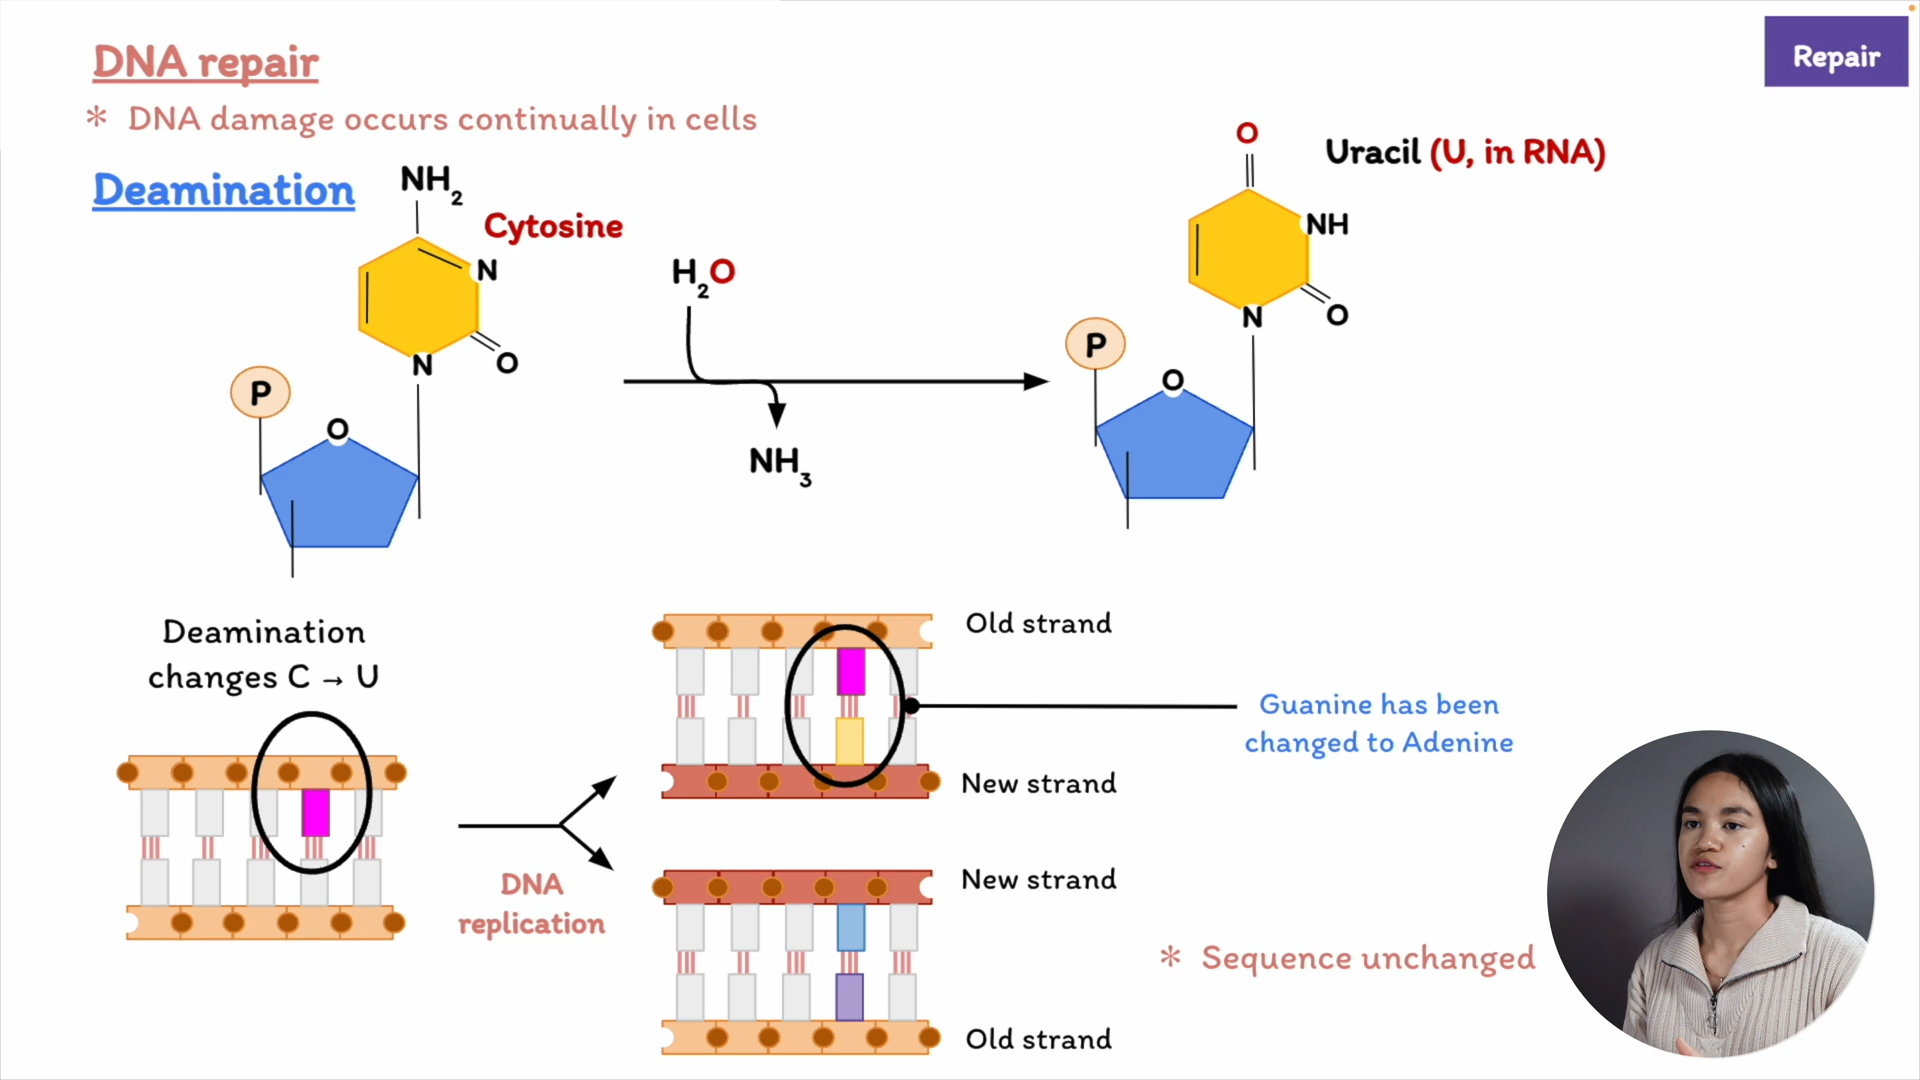 DNA repair
Repair
* DNA damage occurs continually in cells
Deamination
NH2
Cytosine
N
N
O
P
O
H2O
NH3
O
Uracil (U, in RNA)
NH
N
O
P
O
Deamination
changes C → U
DNA
replication
Old strand
Guanine has been
changed to Adenine
New strand
New strand
* Sequence unchanged
Old strand